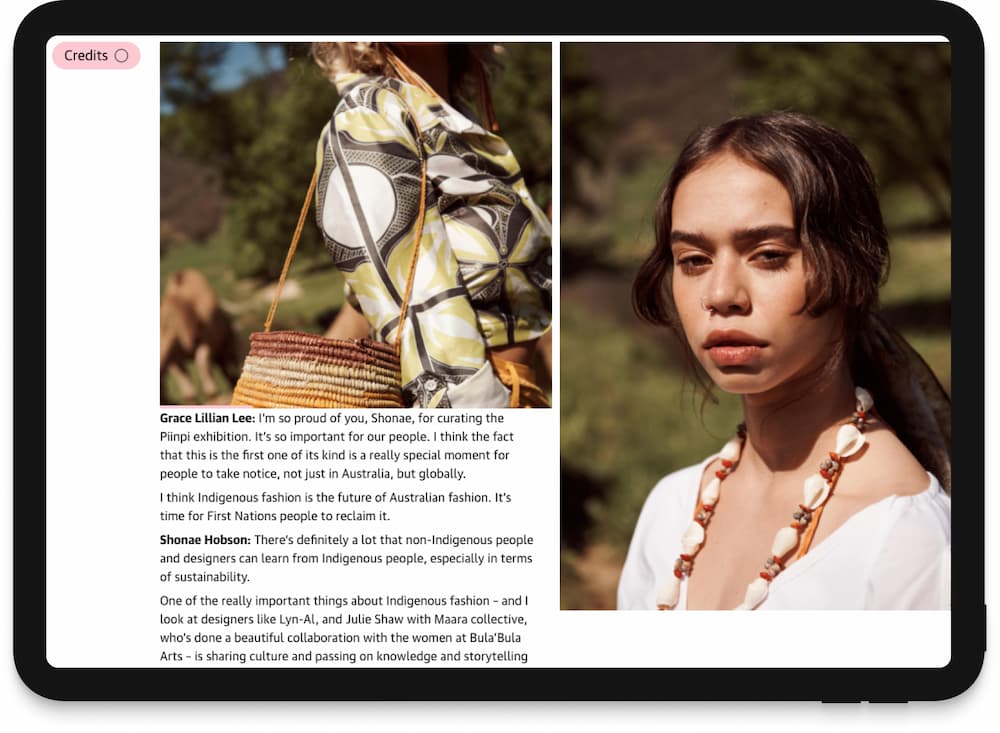 Credits
Grace Lillian Lee: I'm so proud of you, Shonae, for curating the
Piinpi exhibition. It's so important for our people. I think the fact
that this is the first one of its kind is a really special moment for
people to take notice, not just in Australia, but globally.
I think Indigenous fashion is the future of Australian fashion. It's
time for First Nations people to reclaim it.
Shonae Hobson: There's definitely a lot that non-Indigenous people
and designers can learn from Indigenous people, especially in terms
of sustainability.
One of the really important things about Indigenous fashion – and I
look at designers like Lyn-Al, and Julie Shaw with Maara collective,
who's done a beautiful collaboration with the women at Bula'Bula
Arts – is sharing culture and passing on knowledge and storytelling